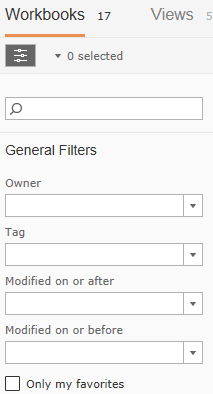 Workbooks 17 Views 5
0 selected
General Filters
Owner
Tag
Modified on or after
Modified on or before
Only my favorites